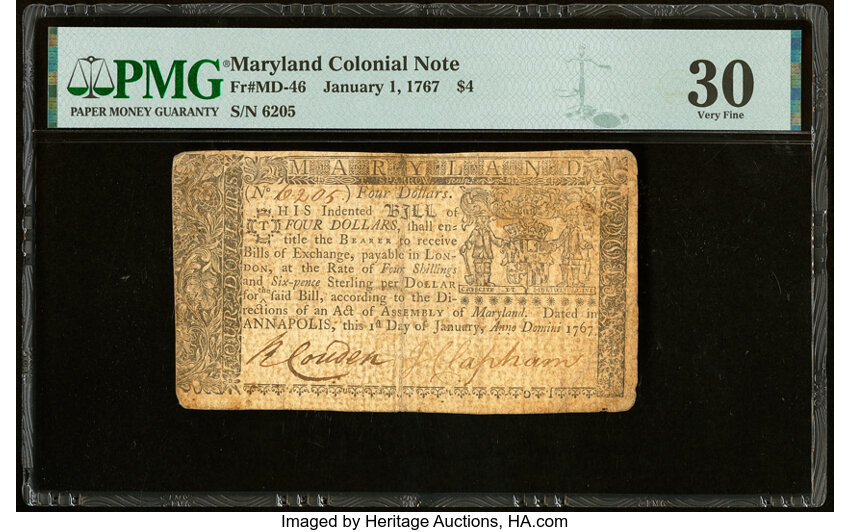 PMG
PAPER MONEY GUARANTY
®Maryland Colonial Note
Fr#MD-46 January 1, 1767 $4
S/N 6205
30
Very Fine
MARYLAND
(No. 6205) Four Dollars.
THIS Indented BILL of
FOUR DOLLARS, shall en-
title the BEARER to receive
Bills of Exchange, payable in LON-
DON, at the Rate of Four Shillings
and Six-pence Sterling per DOLLAR
for the said Bill, according to the Di-
rections of an Act of ASSEMBLY of Maryland. Dated in
ANNAPOLIS, this 1st Day of January, Anno Domini 1767
R Couden J Clapham
FOUR DOLLARS
Imaged by Heritage Auctions, HA.com